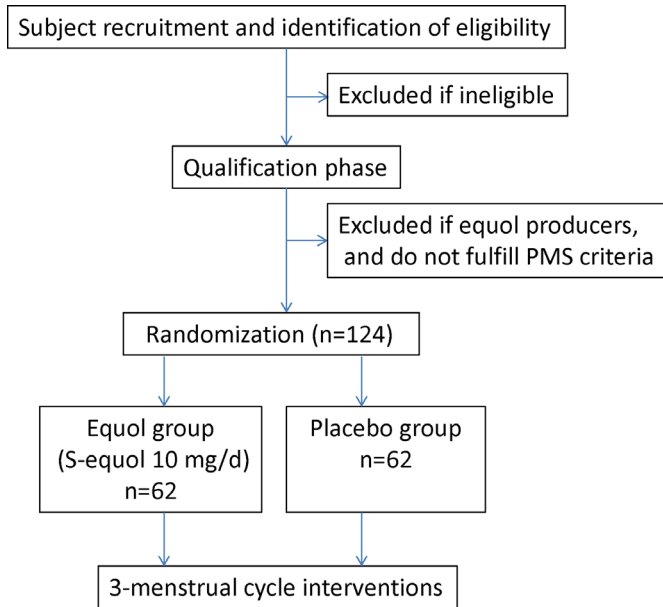 Subject recruitment and identification of eligibility
Excluded if ineligible
Qualification phase
Excluded if equol producers,
and do not fulfill PMS criteria
Randomization (n=124)
Equol group
(S-equol 10 mg/d)
n=62
Placebo group
n=62
3-menstrual cycle interventions